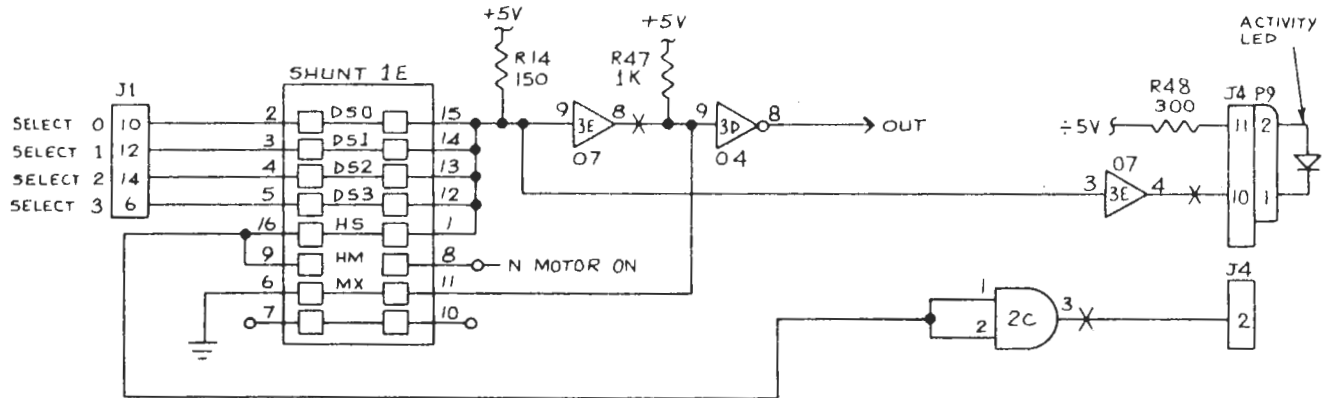 +5V
+5V
ACTIVITY
LED
R14
150
R47
1K
SHUNT 1E
J1
R48
300
J4 P9
SELECT 0 10 2 DS0 15 9 3E 8 9 3D 8 OUT ÷5V 11 2
07 04
SELECT 1 12 3 DS1 14
SELECT 2 14 4 DS2 13 07
SELECT 3 6 5 DS3 12 3 3E 4 10 1
16 HS 1
9 HM 8 N MOTOR ON
6 MX 11 J4
7 10
1
2 2C 3 2